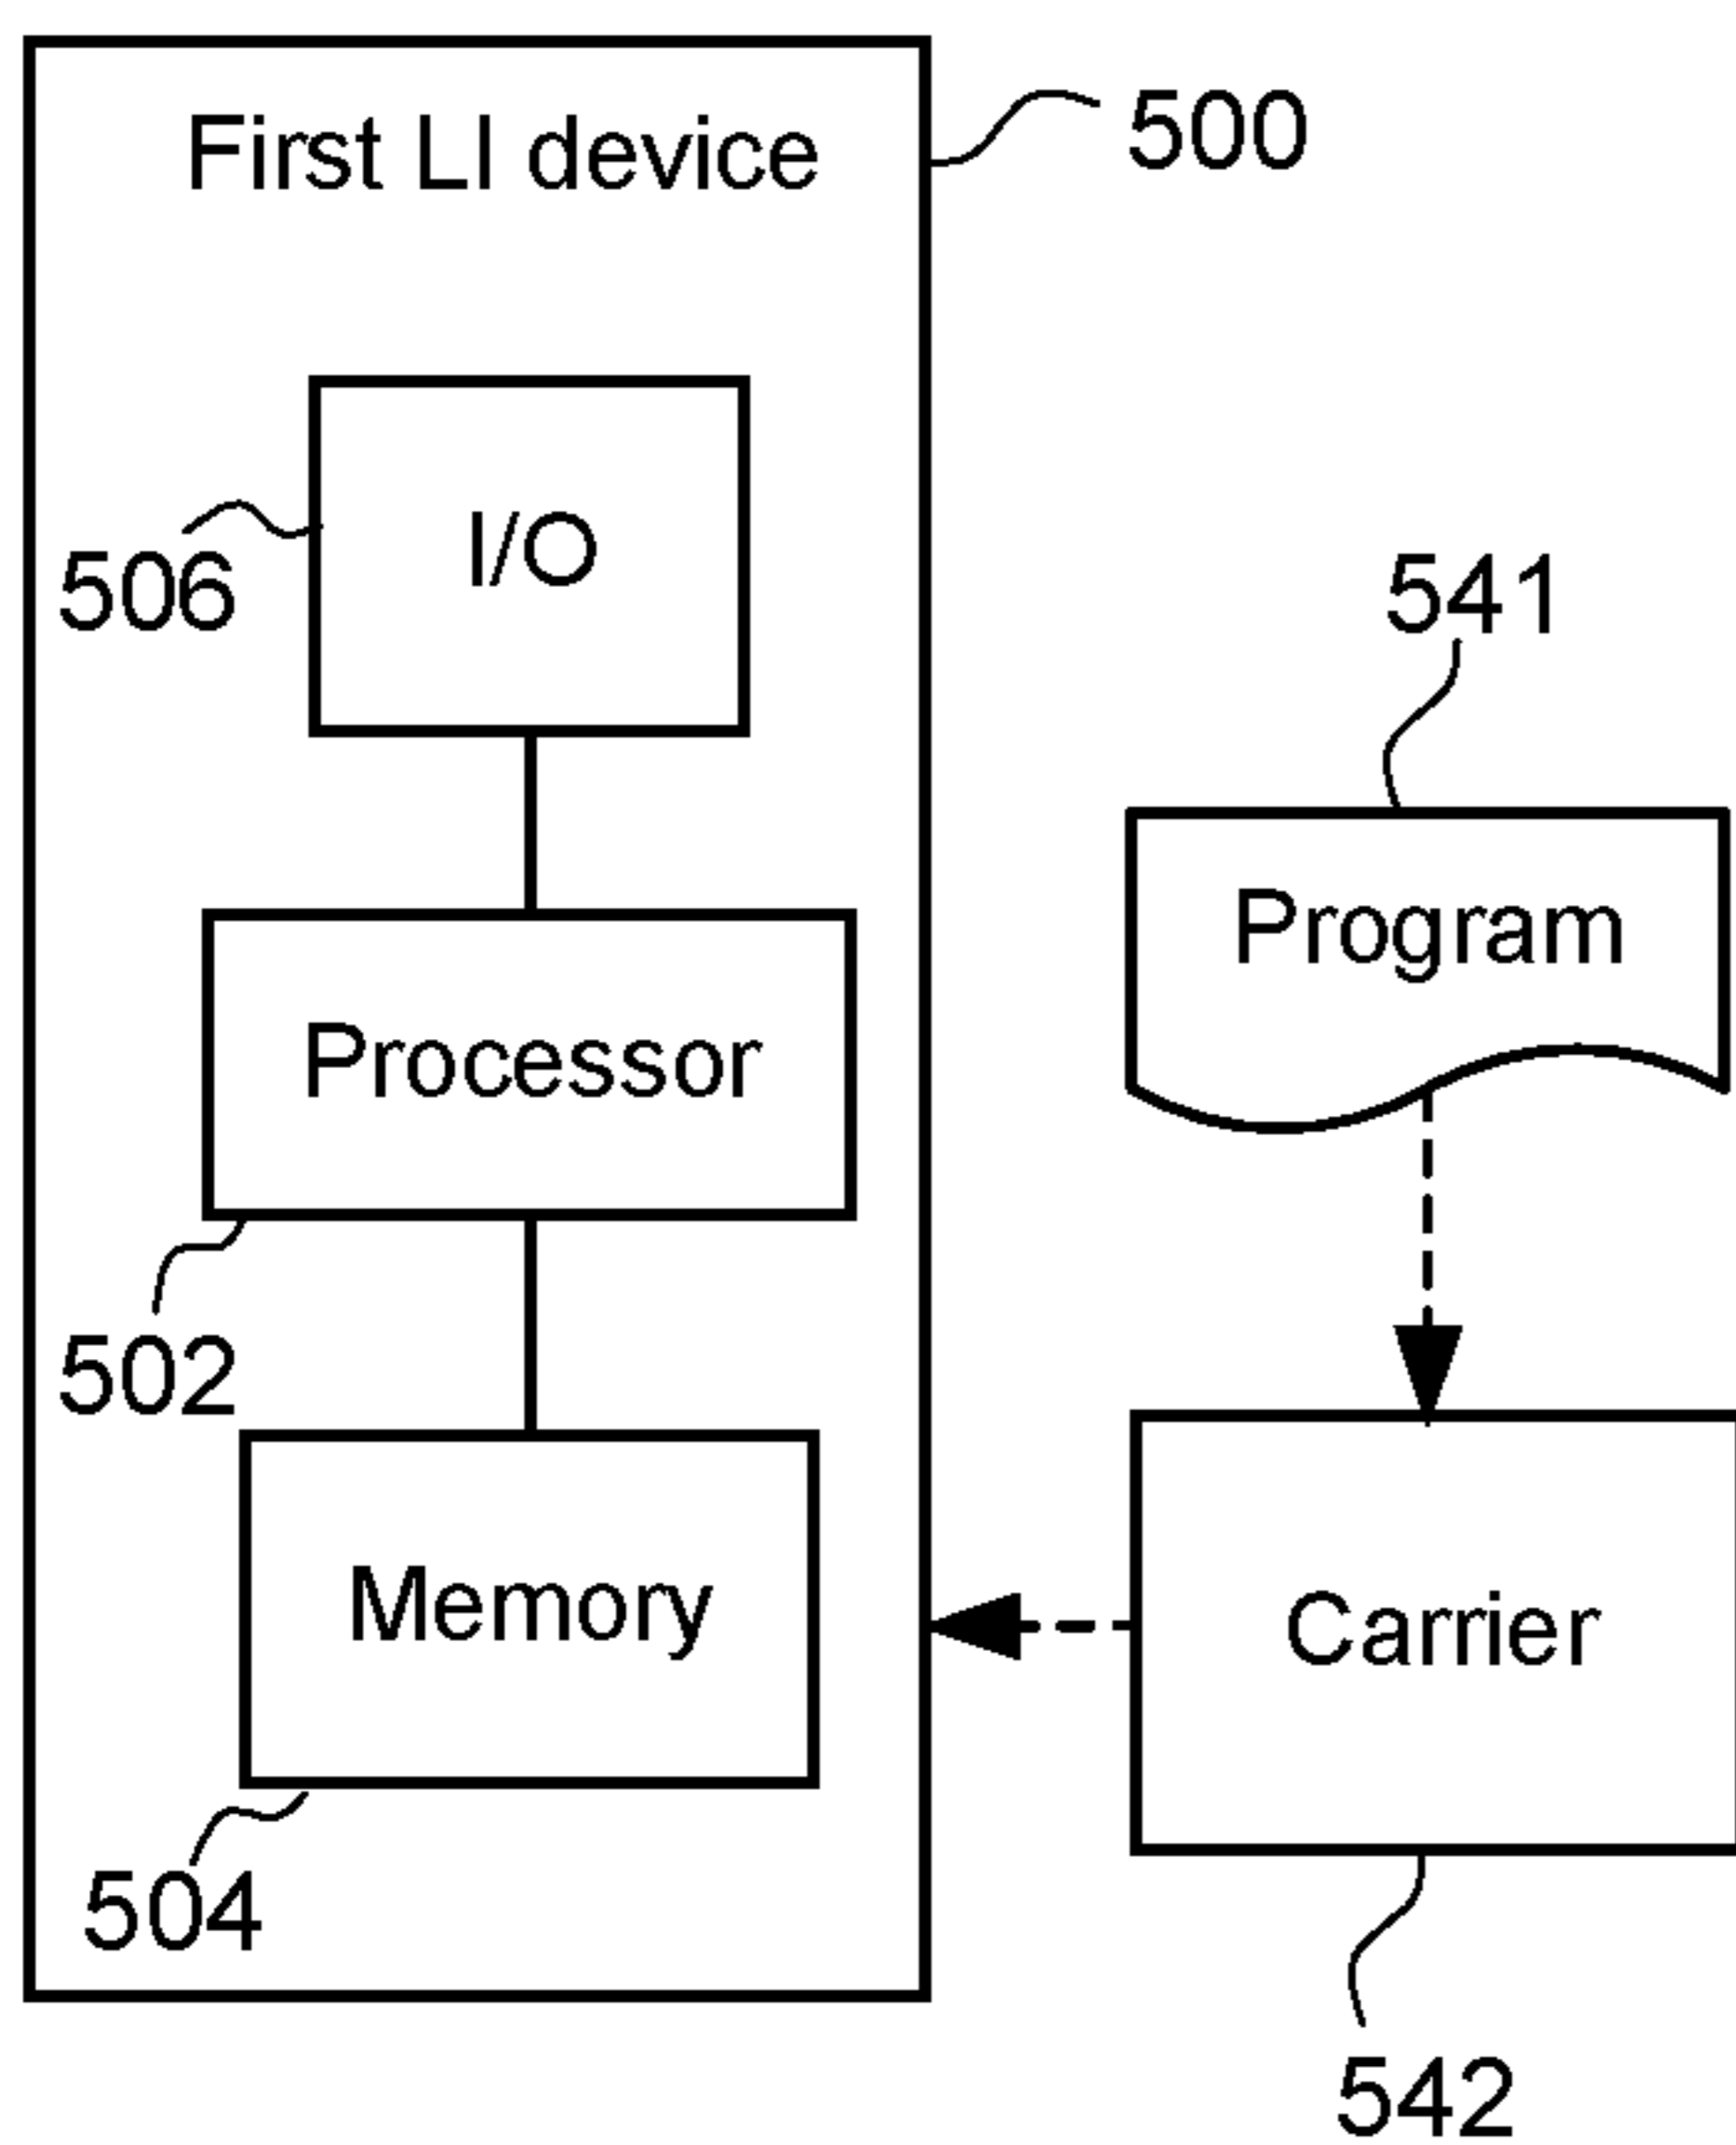 First LI device
500
I/O
506
541
Program
Processor
502
Memory
Carrier
504
542